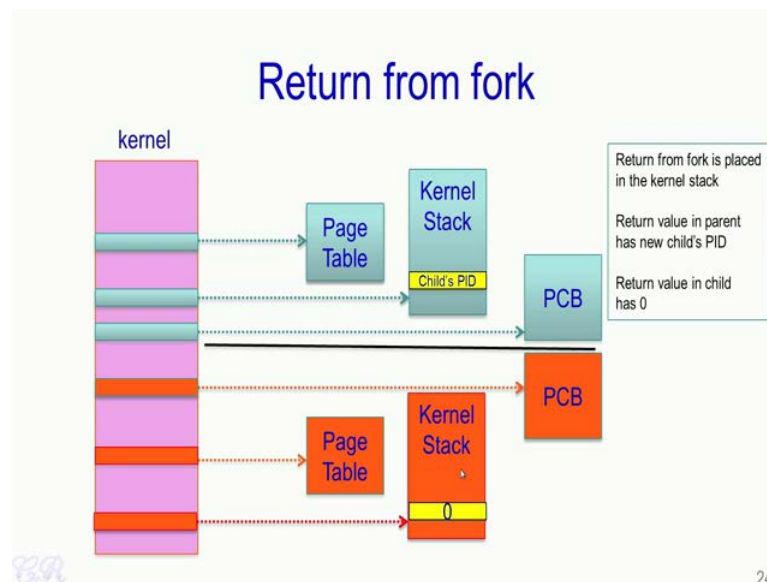 Return from fork
kernel
Return from fork is placed
in the kernel stack
Return value in parent
has new child's PID
Return value in child
has 0
Page
Table
Kernel
Stack
Child's PID
PCB
PCB
Page
Table
Kernel
Stack
0